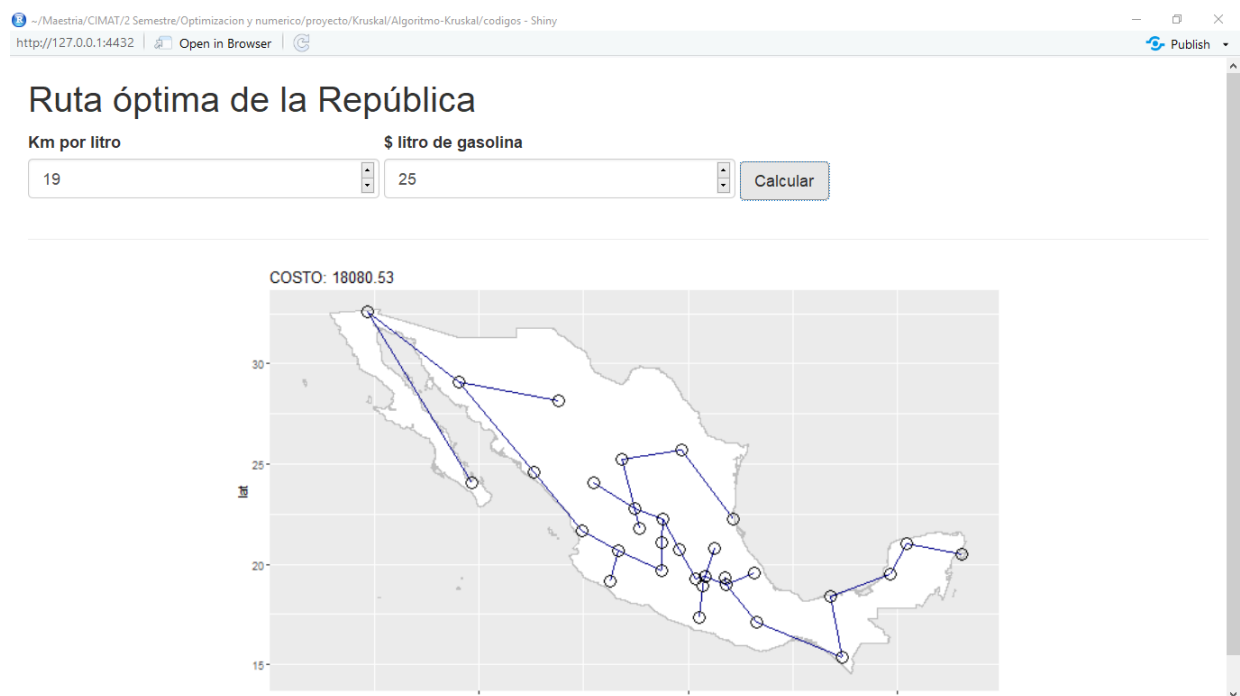 ~/Maestria/CIMAT/2 Semestre/Optimizacion y numerico/proyecto/Kruskal/Algoritmo-Kruskal/codigos - Shiny
http://127.0.0.1:4432 Open in Browser Publish
Ruta óptima de la República
Km por litro $ litro de gasolina
19 25 Calcular
COSTO: 18080.53
30
25
lat
20
15